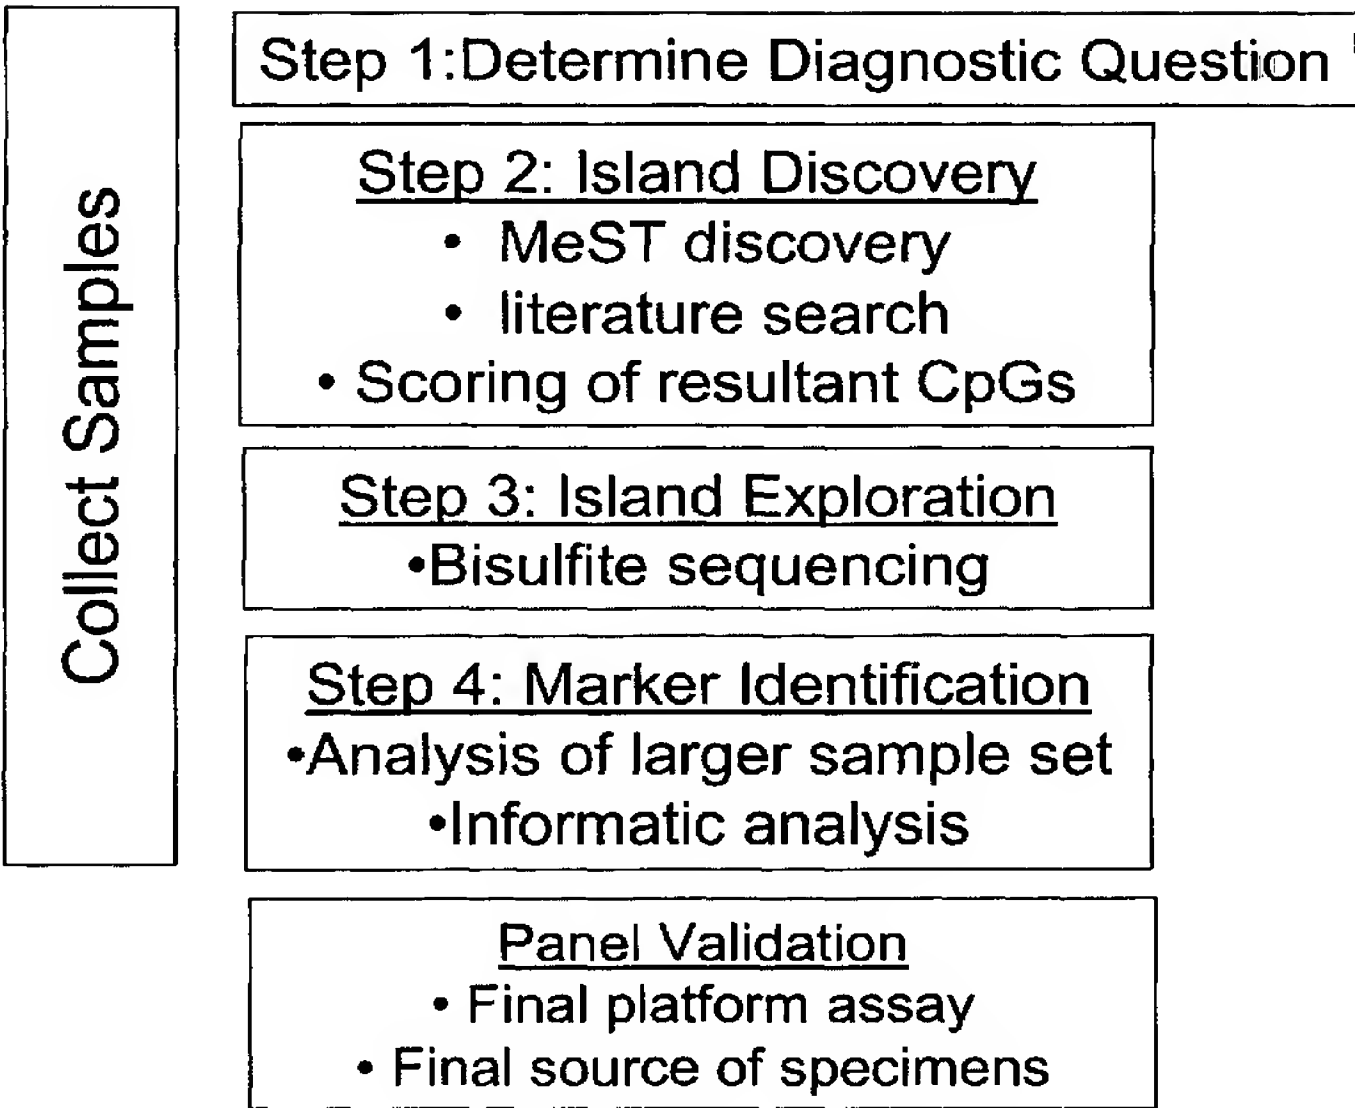 Collect Samples
Step 1:Determine Diagnostic Question
Step 2: Island Discovery
• MeST discovery
• literature search
• Scoring of resultant CpGs
Step 3: Island Exploration
•Bisulfite sequencing
Step 4: Marker Identification
•Analysis of larger sample set
•Informatic analysis
Panel Validation
• Final platform assay
• Final source of specimens